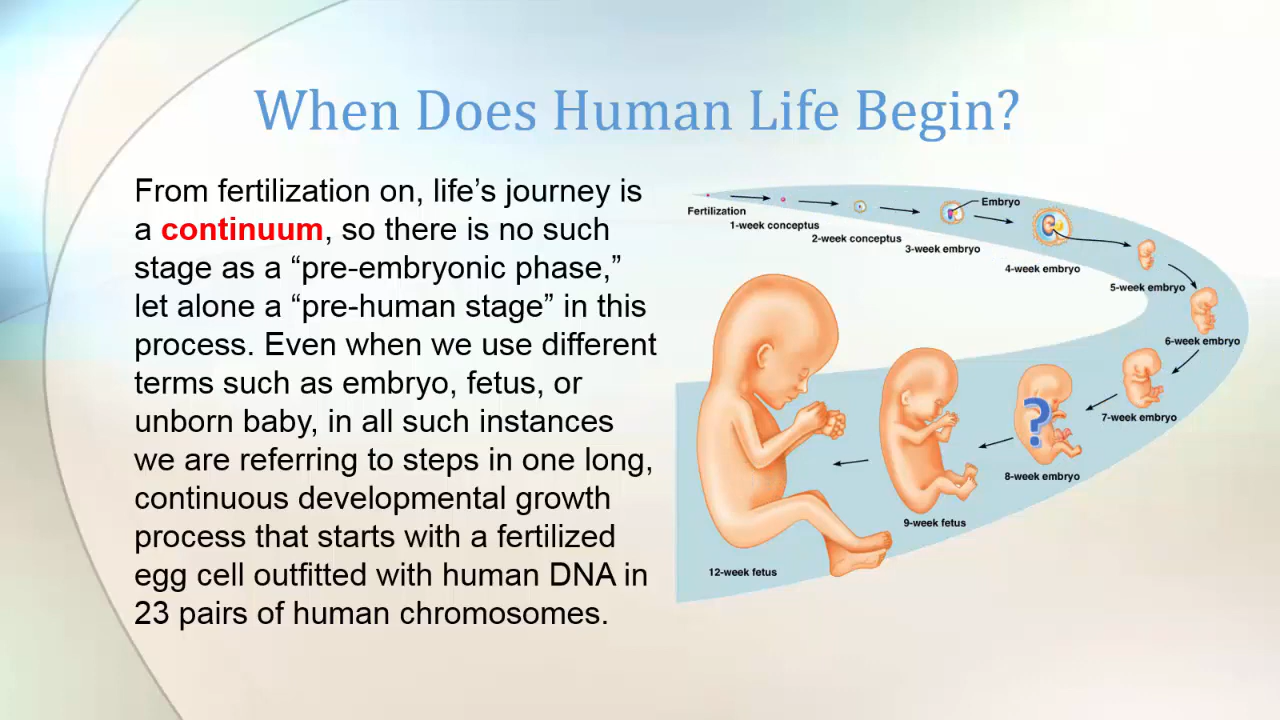 When Does Human Life Begin?
From fertilization on, life’s journey is
a continuum, so there is no such
stage as a “pre-embryonic phase,”
let alone a “pre-human stage” in this
process. Even when we use different
terms such as embryo, fetus, or
unborn baby, in all such instances
we are referring to steps in one long,
continuous developmental growth
process that starts with a fertilized
egg cell outfitted with human DNA in
23 pairs of human chromosomes.
Fertilization
1-week conceptus
2-week conceptus
Embryo
3-week embryo
4-week embryo
5-week embryo
6-week embryo
7-week embryo
?
8-week embryo
9-week fetus
12-week fetus